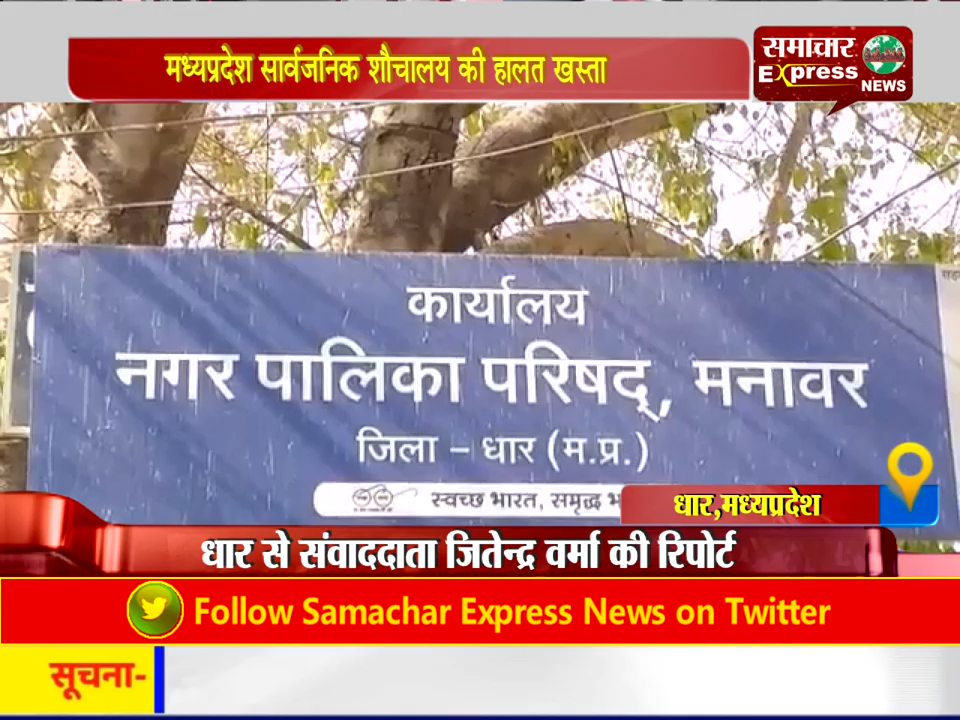 मध्यप्रदेश सार्वजनिक शौचालय की हालत खस्ता
समाचार
Express
NEWS
कार्यालय
नगर पालिका परिषद्, मनावर
जिला – धार (म.प्र.)
स्वच्छ भारत, समृद्ध
धार,मध्यप्रदेश
धार से संवाददाता जितेन्द्र वर्मा की रिपोर्ट
Follow Samachar Express News on Twitter
सूचना-